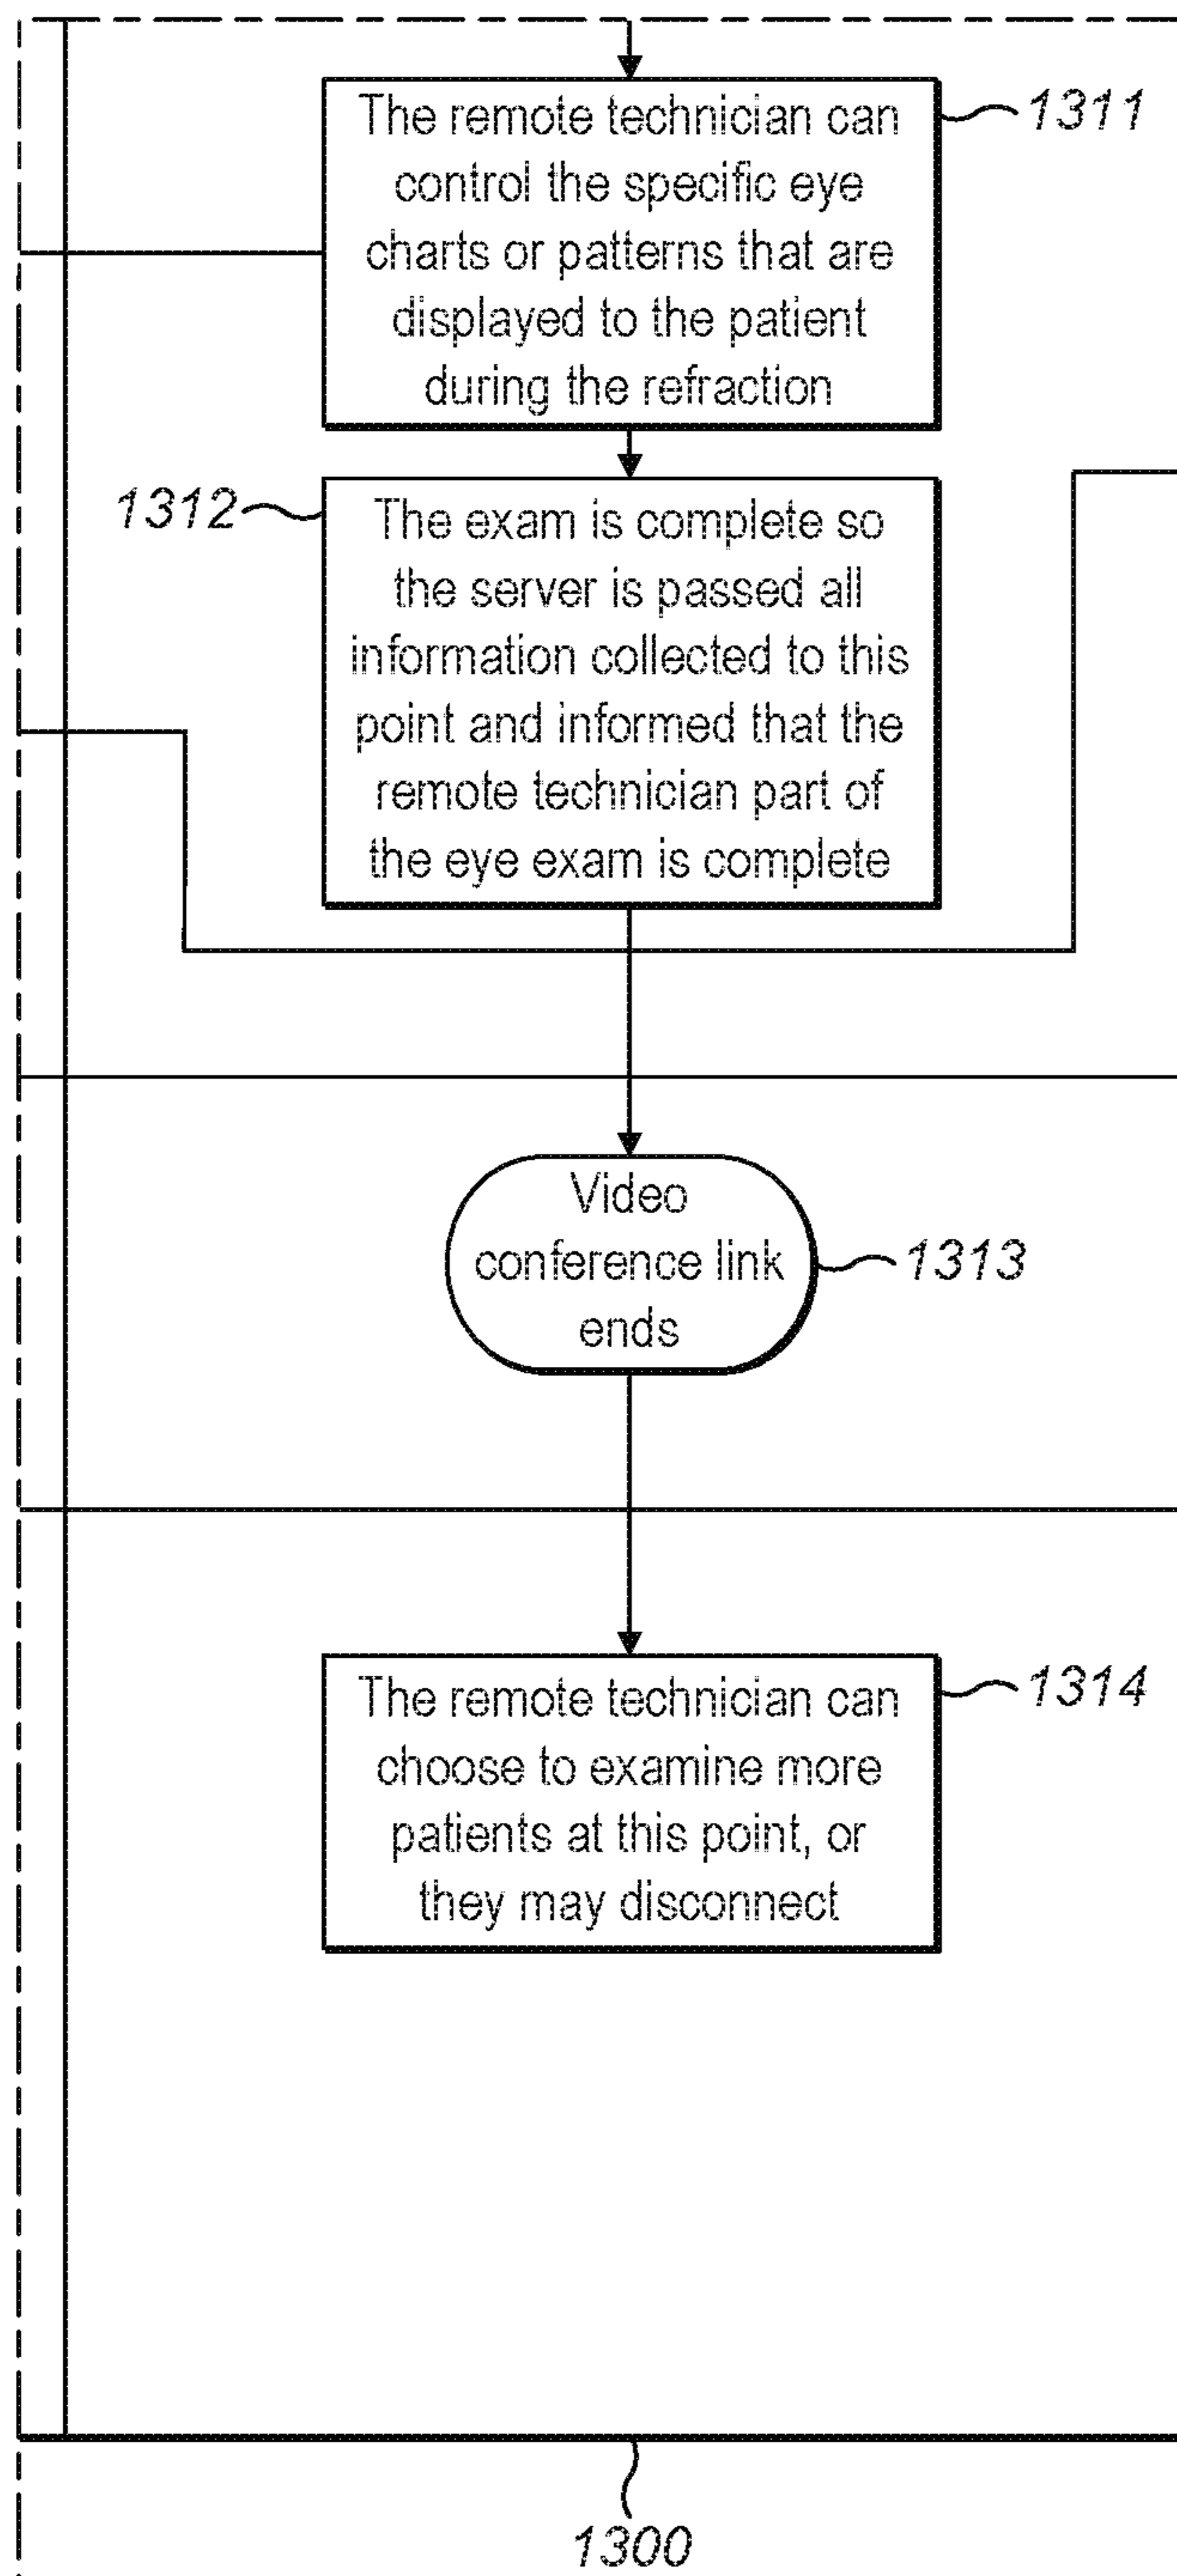 The remote technician can
control the specific eye
charts or patterns that are
displayed to the patient
during the refraction
1311
1312
The exam is complete so
the server is passed all
information collected to this
point and informed that the
remote technician part of
the eye exam is complete
Video
conference link
ends
1313
The remote technician can
choose to examine more
patients at this point, or
they may disconnect
1314
1300